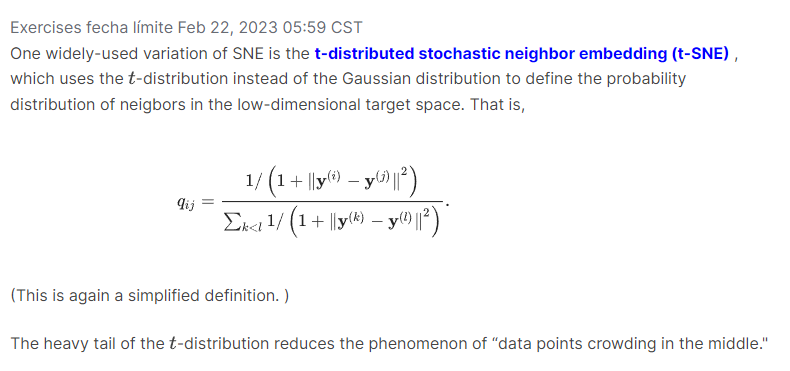 Exercises fecha límite Feb 22, 2023 05:59 CST
One widely-used variation of SNE is the t-distributed stochastic neighbor embedding (t-SNE) ,
which uses the t-distribution instead of the Gaussian distribution to define the probability
distribution of neigbors in the low-dimensional target space. That is,
q_{ij} = \frac{1/\left(1 + \|\mathbf{y}^{(i)} - \mathbf{y}^{(j)}\|^2\right)}{\sum_{k<l} 1/\left(1 + \|\mathbf{y}^{(k)} - \mathbf{y}^{(l)}\|^2\right)}.
(This is again a simplified definition. )
The heavy tail of the t-distribution reduces the phenomenon of “data points crowding in the middle."